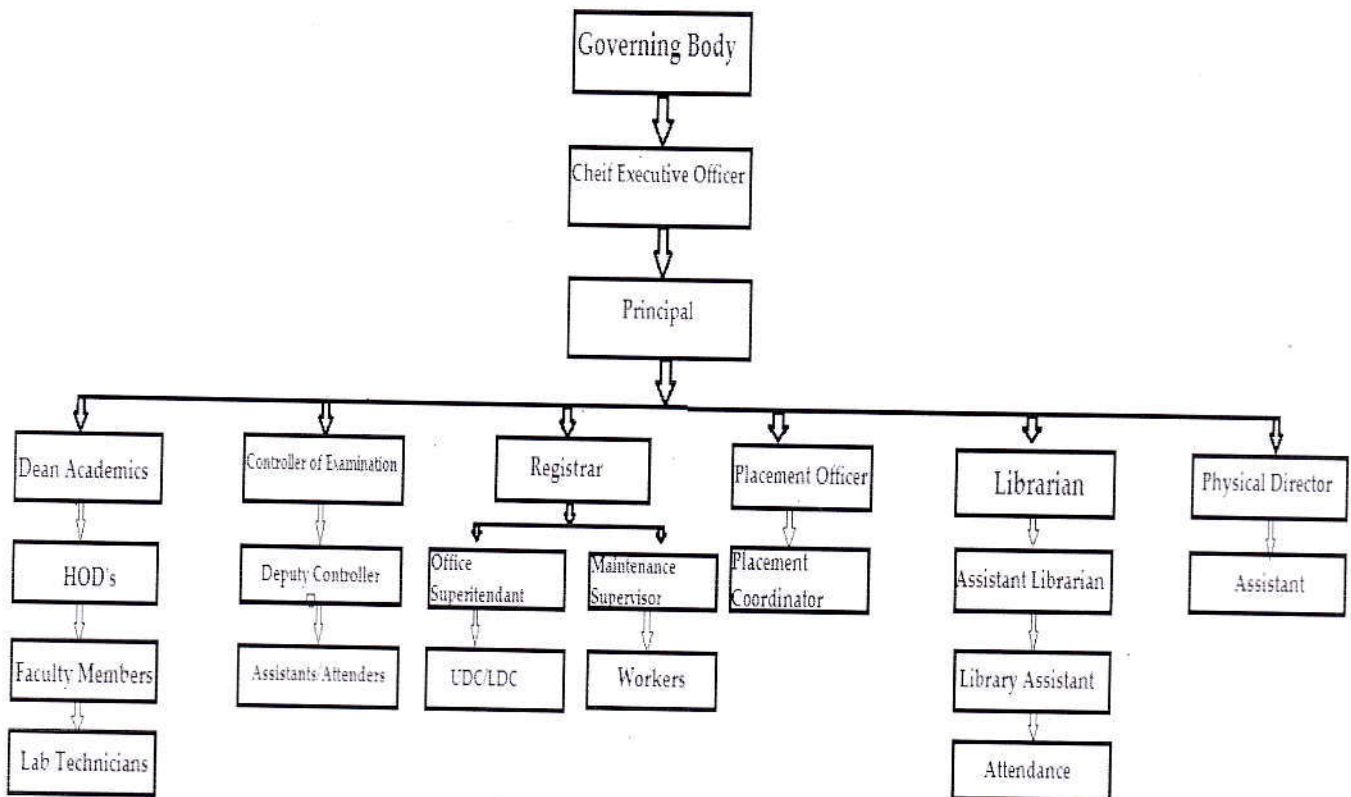 Governing Body
Cheif Executive Officer
Principal
Dean Academics
Controller of Examination
Registrar
Placement Officer
Librarian
Physical Director
HOD's
Deputy Controller
Office
Superitendant
Maintenance
Supervisor
Placement
Coordinator
Assistant Librarian
Assistant
Faculty Members
Assistants/Attenders
UDC/LDC
Workers
Library Assistant
Lab Technicians
Attendance